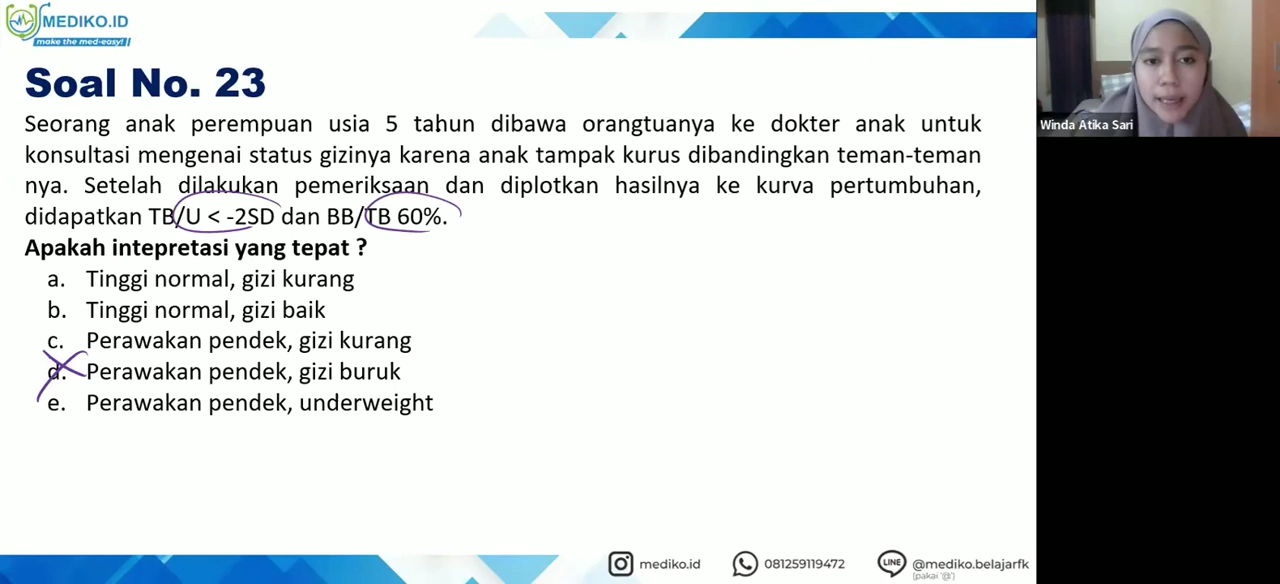 MEDIKO.ID
make the med-easy!
Soal No. 23
Seorang anak perempuan usia 5 tahun dibawa orangtuanya ke dokter anak untuk
konsultasi mengenai status gizinya karena anak tampak kurus dibandingkan teman-teman
nya. Setelah dilakukan pemeriksaan dan diplotkan hasilnya ke kurva pertumbuhan,
didapatkan TB/U < -2SD dan BB/TB 60%.
Apakah intepretasi yang tepat ?
a. Tinggi normal, gizi kurang
b. Tinggi normal, gizi baik
c. Perawakan pendek, gizi kurang
d. Perawakan pendek, gizi buruk
e. Perawakan pendek, underweight
Winda Atika Sari
mediko.id
081259119472
LINE
@mediko.belajarfk
(pakai '@')